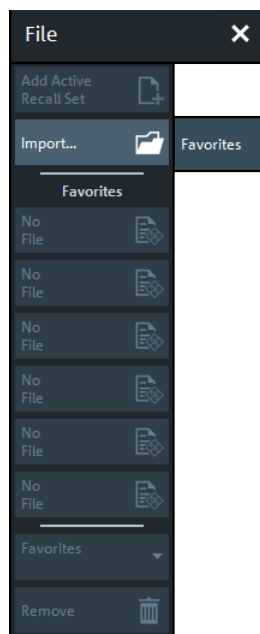 File
Add Active
Recall Set
Import...
Favorites
Favorites
No
File
No
File
No
File
No
File
No
File
No
File
Favorites
Remove